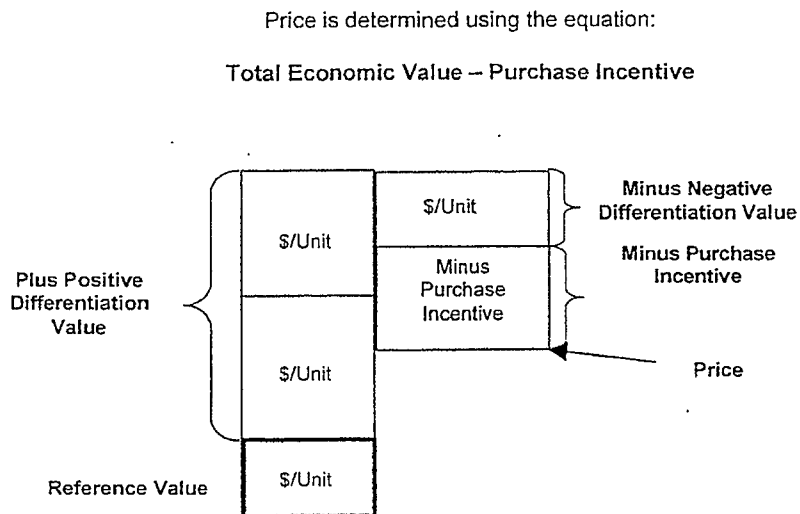 Price is determined using the equation:
Total Economic Value – Purchase Incentive
$/Unit
$/Unit
Minus Negative
Differentiation Value
Plus Positive
Differentiation
Value
Minus
Purchase
Incentive
Minus Purchase
Incentive
$/Unit
Price
Reference Value
$/Unit